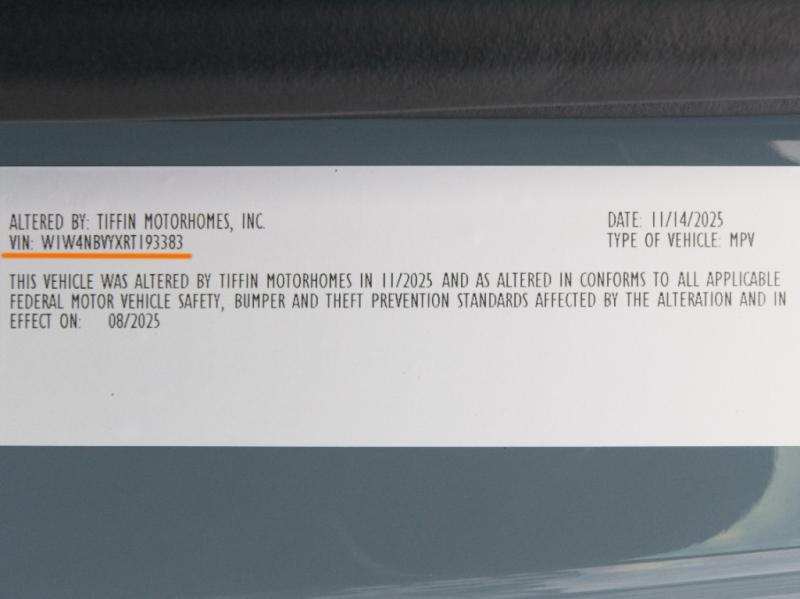 ALTERED BY: TIFFIN MOTORHOMES, INC.
DATE: 11/14/2025
VIN: W1W4NBVYXRT193383
TYPE OF VEHICLE: MPV
THIS VEHICLE WAS ALTERED BY TIFFIN MOTORHOMES IN 11/2025 AND AS ALTERED IN CONFORMS TO ALL APPLICABLE
FEDERAL MOTOR VEHICLE SAFETY, BUMPER AND THEFT PREVENTION STANDARDS AFFECTED BY THE ALTERATION AND IN
EFFECT ON: 08/2025